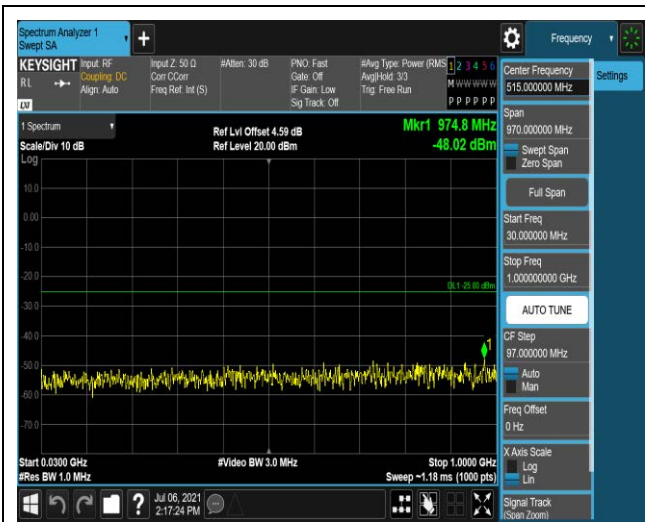 Spectrum Analyzer 1
Swept SA
+
Frequency
KEYSIGHT
RL
LXI
Input: RF
Coupling: DC
Align: Auto
Input Z: 50 Ω
Corr CCorr
Freq Ref: Int (S)
#Atten: 30 dB
PNO: Fast
Gate: Off
IF Gain: Low
Sig Track: Off
#Avg Type: Power (RMS
Avg|Hold: 3/3
Trig: Free Run
1 2 3 4 5 6
M W W W W W
P P P P P P
1 Spectrum
Scale/Div 10 dB
Log
Ref Lvl Offset 4.59 dB
Ref Level 20.00 dBm
Mkr1 974.8 MHz
-48.02 dBm
10.0
0.00
-10.0
-20.0
DL1 -25.00 dBm
-30.0
-40.0
1
-50.0
-60.0
-70.0
Start 0.0300 GHz
#Res BW 1.0 MHz
#Video BW 3.0 MHz
Stop 1.0000 GHz
Sweep ~1.18 ms (1000 pts)
Jul 06, 2021
2:17:24 PM
Center Frequency
515.000000 MHz
Settings
Span
970.000000 MHz
Swept Span
Zero Span
Full Span
Start Freq
30.000000 MHz
Stop Freq
1.000000000 GHz
AUTO TUNE
CF Step
97.000000 MHz
Auto
Man
Freq Offset
0 Hz
X Axis Scale
Log
Lin
Signal Track
(Span Zoom)